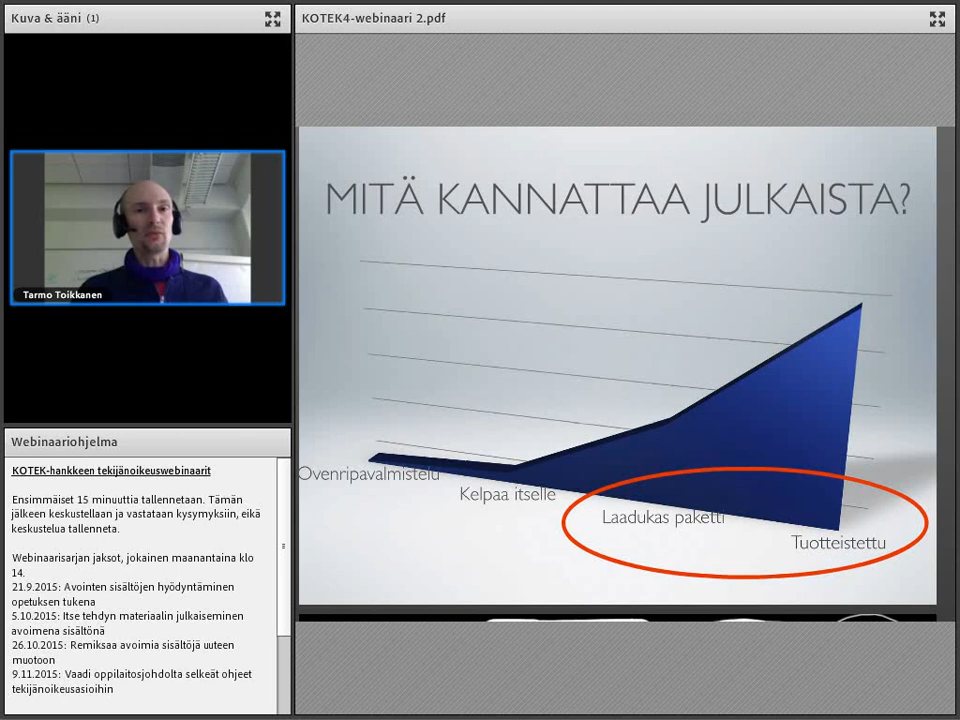 Kuva & ääni (1)
Tarmo Toikkanen
Webinaariohjelma
KOTEK-hankkeen tekijänoikeuswebinaarit
Ensimmäiset 15 minuuttia tallennetaan. Tämän
jälkeen keskustellaan ja vastataan kysymyksiin, eikä
keskustelua tallenneta.
Webinaarisarjan jaksot, jokainen maanantaina klo
14.
21.9.2015: Avointen sisältöjen hyödyntäminen
opetuksen tukena
5.10.2015: Itse tehdyn materiaalin julkaiseminen
avoimena sisältönä
26.10.2015: Remiksaa avoimia sisältöjä uuteen
muotoon
9.11.2015: Vaadi oppilaitosjohdolta selkeät ohjeet
tekijänoikeusasioihin
KOTEK4-webinaari 2.pdf
MITÄ KANNATTAA JULKAISTA?
Ovenripavalmistelu
Kelpaa itselle
Laadukas paketti
Tuotteistettu